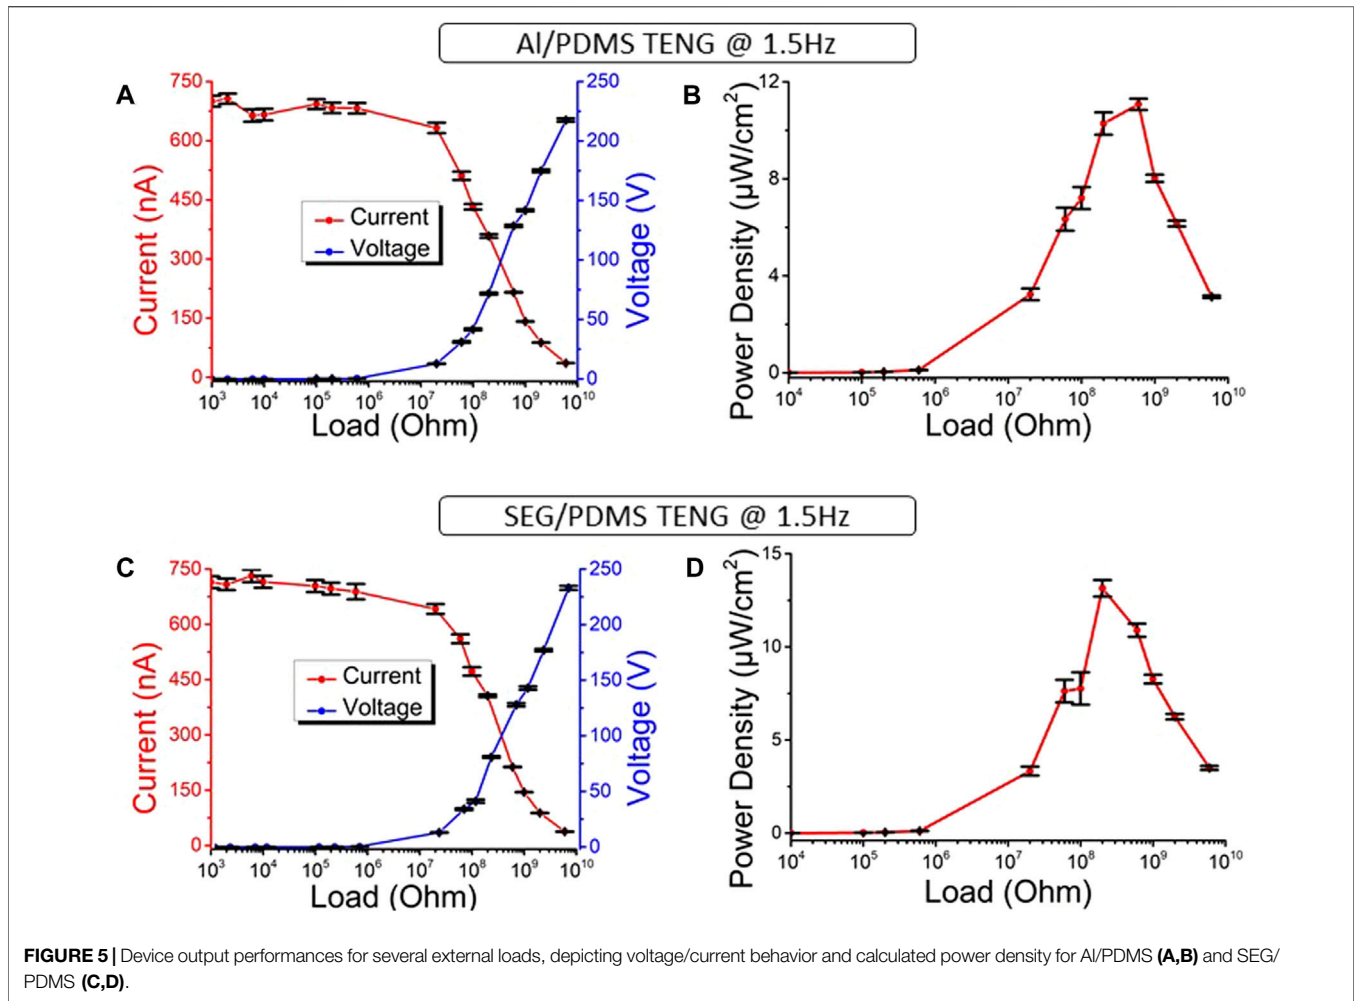 Al/PDMS TENG @ 1.5Hz
A
750
600
450
300
150
0
Current (nA)
250
200
150
100
50
0
Voltage (V)
Current
Voltage
10³ 10⁴ 10⁵ 10⁶ 10⁷ 10⁸ 10⁹ 10¹⁰
Load (Ohm)
B
12
8
4
0
Power Density (µW/cm²)
10⁴ 10⁵ 10⁶ 10⁷ 10⁸ 10⁹ 10¹⁰
Load (Ohm)
SEG/PDMS TENG @ 1.5Hz
C
750
600
450
300
150
0
Current (nA)
250
200
150
100
50
0
Voltage (V)
Current
Voltage
10³ 10⁴ 10⁵ 10⁶ 10⁷ 10⁸ 10⁹ 10¹⁰
Load (Ohm)
D
15
10
5
0
Power Density (µW/cm²)
10⁴ 10⁵ 10⁶ 10⁷ 10⁸ 10⁹ 10¹⁰
Load (Ohm)
FIGURE 5 | Device output performances for several external loads, depicting voltage/current behavior and calculated power density for Al/PDMS (A,B) and SEG/
PDMS (C,D).